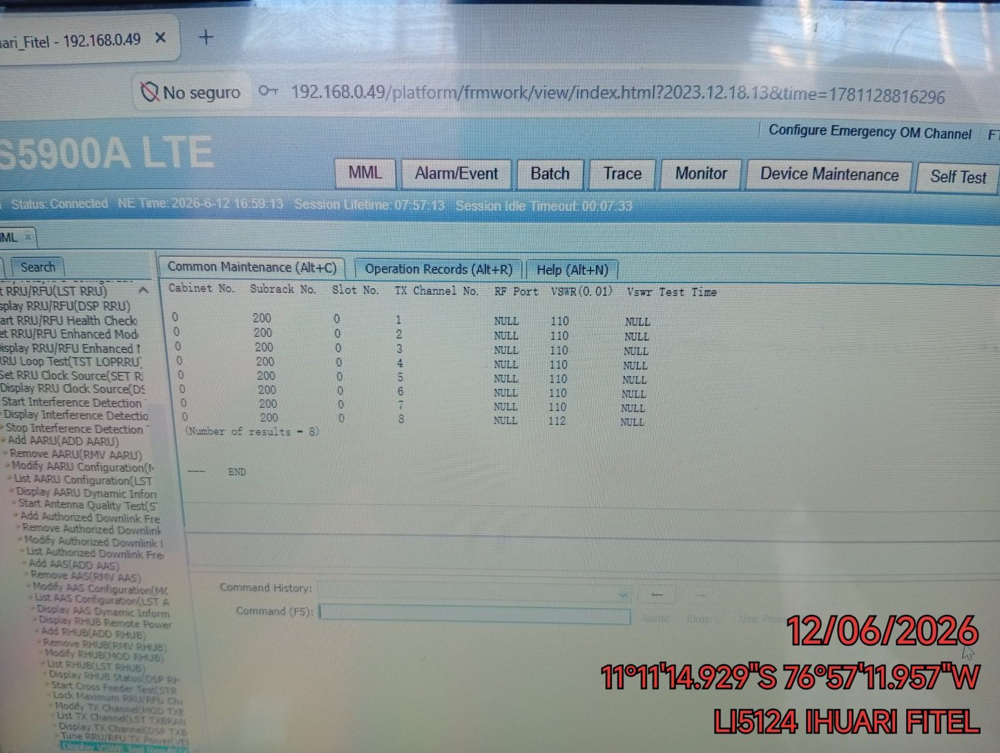 ari_Fitel - 192.168.0.49 × +
No seguro 192.168.0.49/platform/frmwork/view/index.html?2023.12.18.13&time=1781128816296
Configure Emergency OM Channel
S5900A LTE
MML Alarm/Event Batch Trace Monitor Device Maintenance Self Test
Status: Connected NE Time: 2026-6-12 16:59:13 Session Lifetime: 07:57:13 Session Idle Timeout: 00:07:33
ML ×
Search Common Maintenance (Alt+C) Operation Records (Alt+R) Help (Alt+N)
Cabinet No. Subrack No. Slot No. TX Channel No. RF Port VSWR(0.01) Vswr Test Time
0 200 0 1 NULL 110 NULL
0 200 0 2 NULL 110 NULL
0 200 0 3 NULL 110 NULL
0 200 0 4 NULL 110 NULL
0 200 0 5 NULL 110 NULL
0 200 0 6 NULL 110 NULL
0 200 0 7 NULL 110 NULL
0 200 0 8 NULL 112 NULL
(Number of results = 8)
--- END
t RRU/RFU(LST RRU)
splay RRU/RFU(DSP RRU)
art RRU/RFU Health Check
et RRU/RFU Enhanced Mod
isplay RRU/RFU Enhanced
RRU Loop Test(TST LOPRRU
Set RRU Clock Source(SET R
Display RRU Clock Source(DS
Start Interference Detection
Display Interference Detectio
Stop Interference Detection
Add AARU(ADD AARU)
Remove AARU(RMV AARU)
Modify AARU Configuration(M
List AARU Configuration(LST
Display AARU Dynamic Infor
Start Antenna Quality Test(S
Add Authorized Downlink Fre
Remove Authorized Downlink
Modify Authorized Downlink
List Authorized Downlink Fre
Add AAS(ADD AAS)
Remove AAS(RMV AAS)
Modify AAS Configuration(MO
List AAS Configuration(LST A
Display AAS Dynamic Inform
Display RHUB Remote Power
Add RHUB(ADD RHUB)
Remove RHUB(RMV RHUB)
Modify RHUB(MOD RHUB)
List RHUB(LST RHUB)
Display RHUB Status(DSP RH
Start Cross Feeder Test(STR
Lock Maximum RRU/RFU Cha
Modify TX Channel(MOD TXB
List TX Channel(LST TXBRAN
Display TX Channel(DSP TXB
Tune RRU/RFU TX Power(VE
Display VSWR Test
Command History:
Command (F5):
Assist Exec
12/06/2026
11°11'14.929"S 76°57'11.957"W
LI5124 IHUARI FITEL